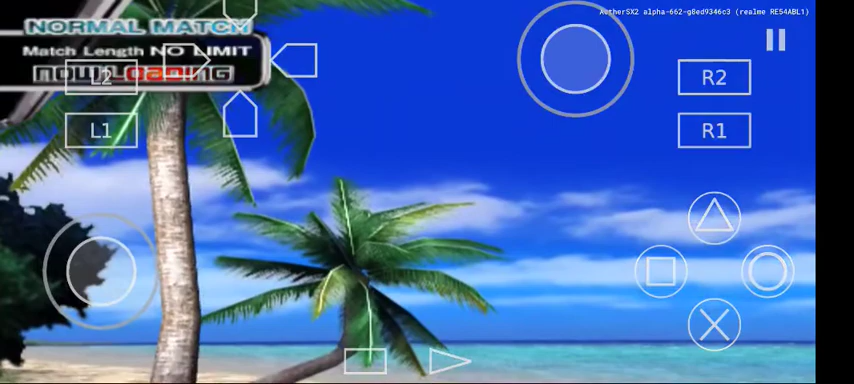 AetherSX2 alpha-662-g8ed9346c3 (realme RE54ABL1)
NORMAL MATCH
Match Length NO LIMIT
NOW LOADING
L2
R2
L1
R1